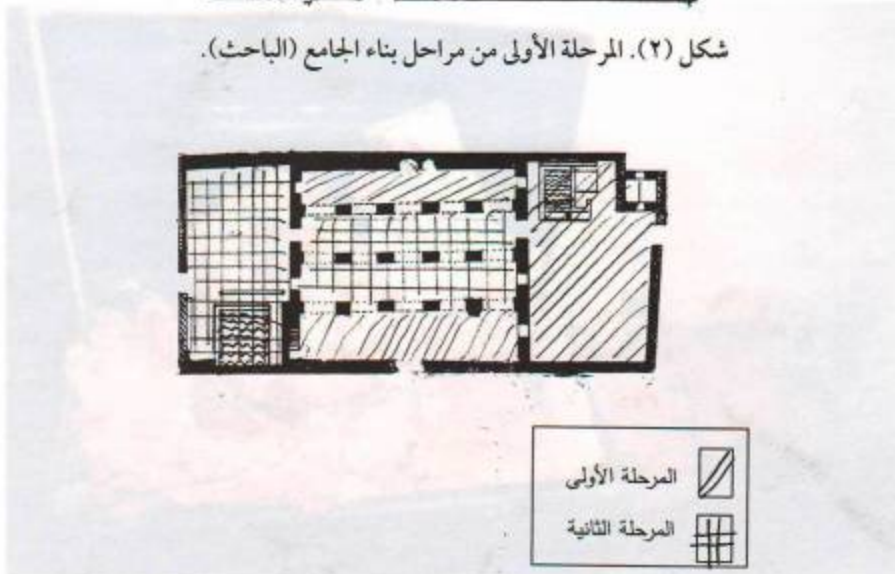 شكل (٢). المرحلة الأولى من مراحل بناء الجامع (الباحث).
المرحلة الأولى
المرحلة الثانية